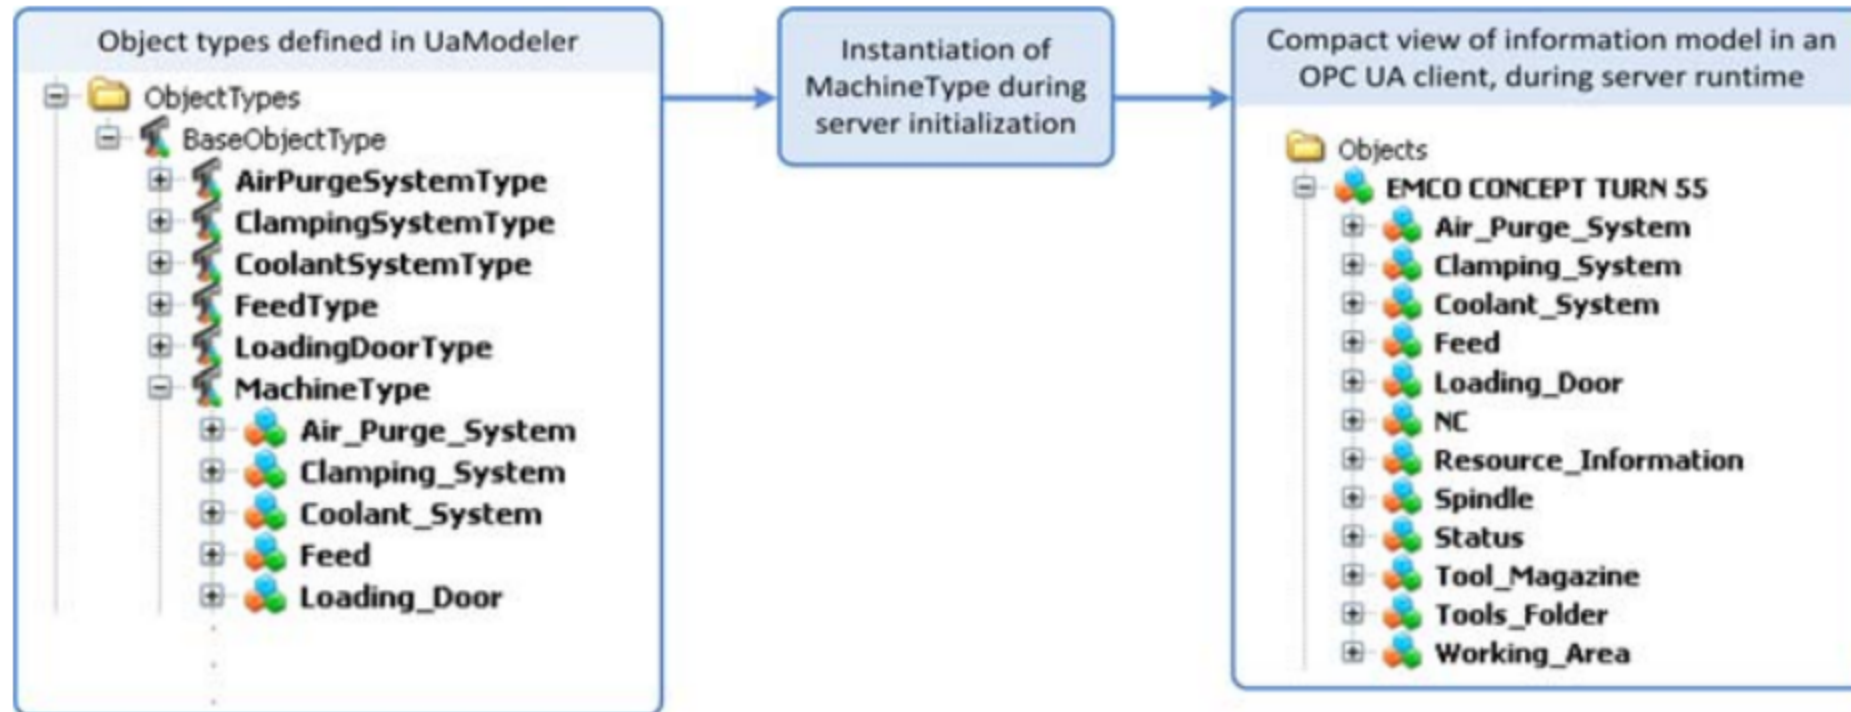 Object types defined in UaModeler
ObjectTypes
BaseObjectType
AirPurgeSystemType
ClampingSystemType
CoolantSystemType
FeedType
LoadingDoorType
MachineType
Air_Purge_System
Clamping_System
Coolant_System
Feed
Loading_Door
Instantiation of
MachineType during
server initialization
Compact view of information model in an
OPC UA client, during server runtime
Objects
EMCO CONCEPT TURN 55
Air_Purge_System
Clamping_System
Coolant_System
Feed
Loading_Door
NC
Resource_Information
Spindle
Status
Tool_Magazine
Tools_Folder
Working_Area